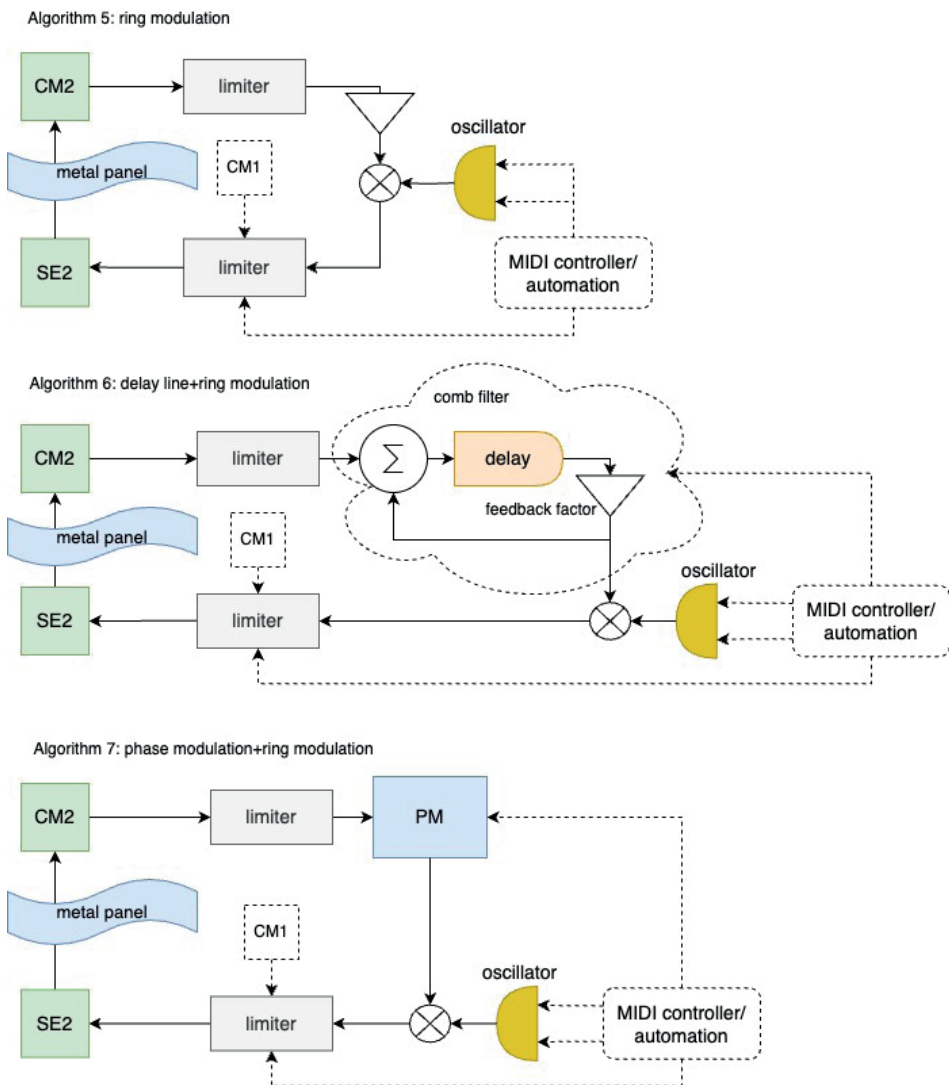 Algorithm 5: ring modulation
CM2
limiter
oscillator
metal panel
CM1
SE2
limiter
MIDI controller/
automation
Algorithm 6: delay line+ring modulation
comb filter
CM2
limiter
Σ
delay
feedback factor
metal panel
CM1
oscillator
SE2
limiter
MIDI controller/
automation
Algorithm 7: phase modulation+ring modulation
CM2
limiter
PM
metal panel
CM1
oscillator
SE2
limiter
MIDI controller/
automation